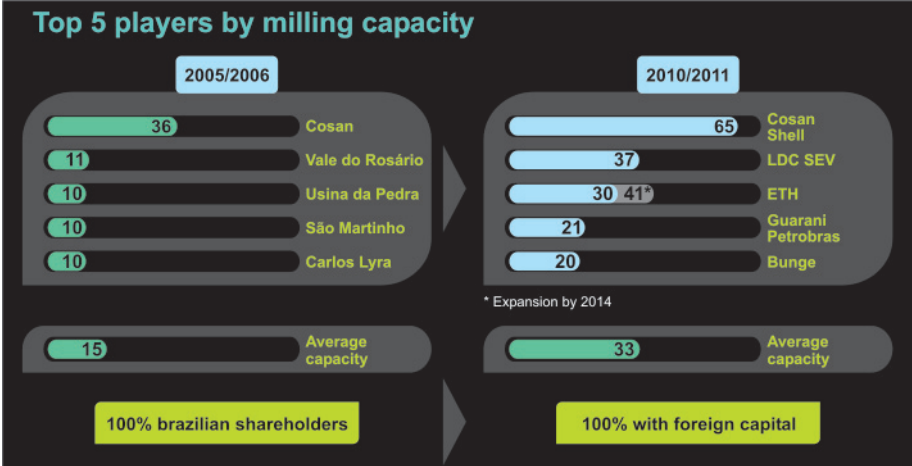 Top 5 players by milling capacity
2005/2006
36 Cosan
11 Vale do Rosário
10 Usina da Pedra
10 São Martinho
10 Carlos Lyra
15 Average
capacity
100% brazilian shareholders
2010/2011
65 Cosan
Shell
37 LDC SEV
30 41* ETH
21 Guarani
Petrobras
20 Bunge
* Expansion by 2014
33 Average
capacity
100% with foreign capital